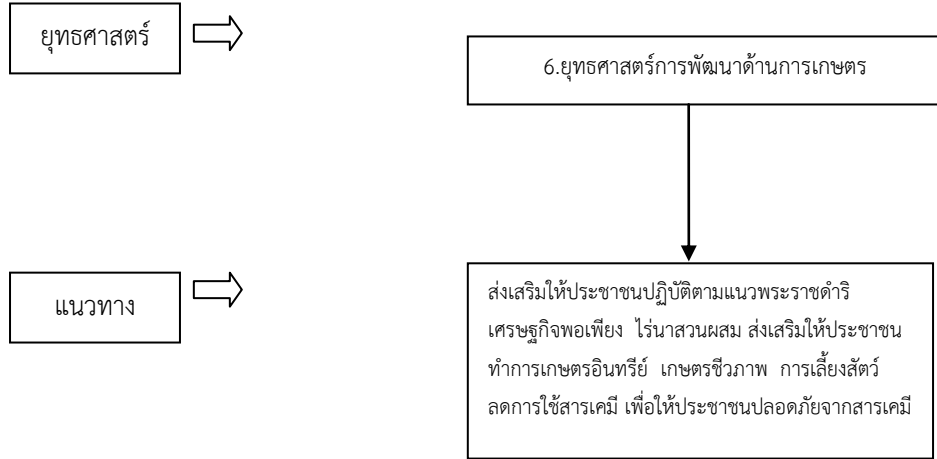 ยุทธศาสตร์
6.ยุทธศาสตร์การพัฒนาด้านการเกษตร
แนวทาง
ส่งเสริมให้ประชาชนปฏิบัติตามแนวพระราชดำริ
เศรษฐกิจพอเพียง ไร่นาสวนผสม ส่งเสริมให้ประชาชน
ทำการเกษตรอินทรีย์ เกษตรชีวภาพ การเลี้ยงสัตว์
ลดการใช้สารเคมี เพื่อให้ประชาชนปลอดภัยจากสารเคมี